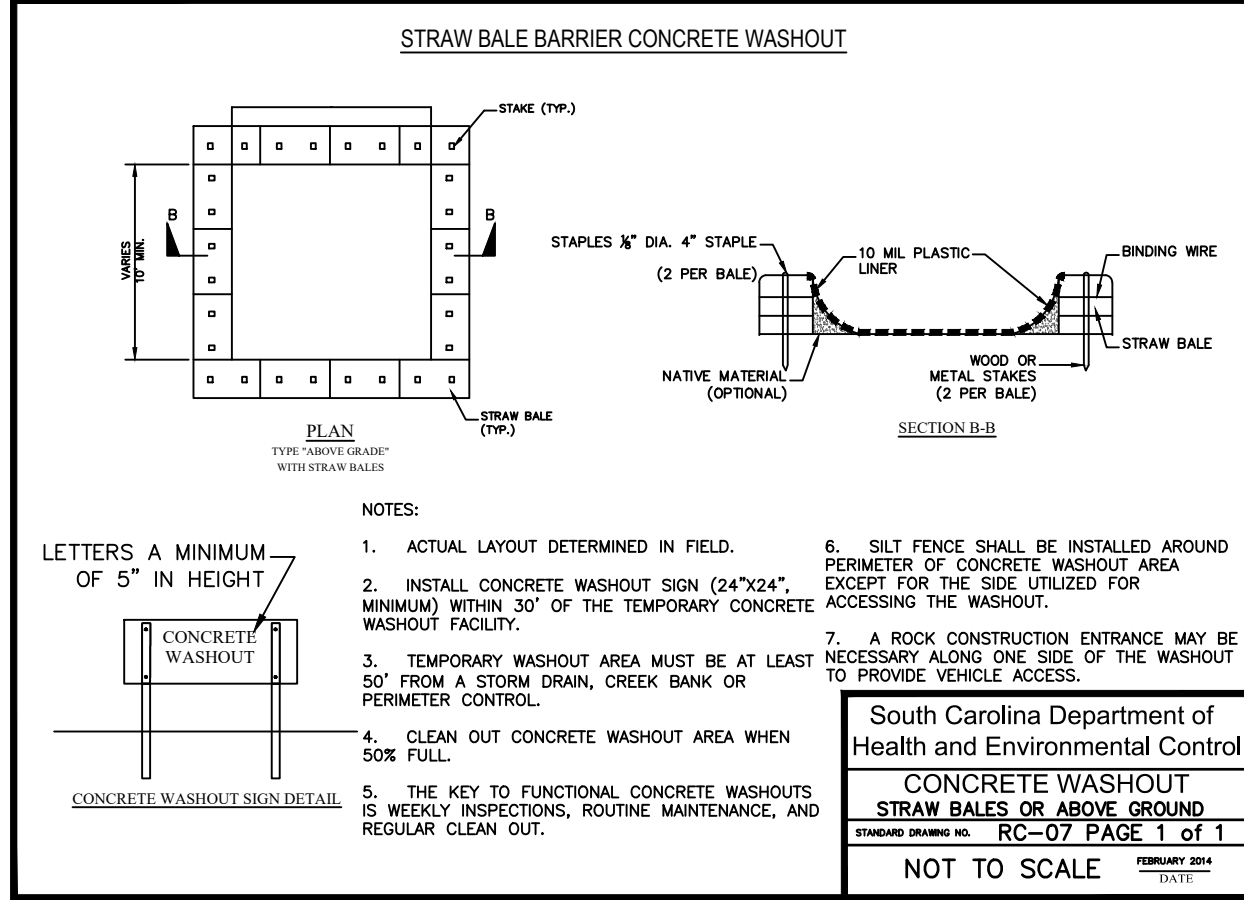 STRAW BALE BARRIER CONCRETE WASHOUT
STAKE (TYP.)
B
B
VARIES
10' MIN.
STRAW BALE
(TYP.)
PLAN
TYPE "ABOVE GRADE"
WITH STRAW BALES
STAPLES ⅛" DIA. 4" STAPLE
(2 PER BALE)
10 MIL PLASTIC
LINER
BINDING WIRE
STRAW BALE
NATIVE MATERIAL
(OPTIONAL)
WOOD OR
METAL STAKES
(2 PER BALE)
SECTION B-B
LETTERS A MINIMUM
OF 5" IN HEIGHT
CONCRETE
WASHOUT
CONCRETE WASHOUT SIGN DETAIL
NOTES:
1. ACTUAL LAYOUT DETERMINED IN FIELD.
2. INSTALL CONCRETE WASHOUT SIGN (24"X24",
MINIMUM) WITHIN 30' OF THE TEMPORARY CONCRETE
WASHOUT FACILITY.
3. TEMPORARY WASHOUT AREA MUST BE AT LEAST
50' FROM A STORM DRAIN, CREEK BANK OR
PERIMETER CONTROL.
4. CLEAN OUT CONCRETE WASHOUT AREA WHEN
50% FULL.
5. THE KEY TO FUNCTIONAL CONCRETE WASHOUTS
IS WEEKLY INSPECTIONS, ROUTINE MAINTENANCE, AND
REGULAR CLEAN OUT.
6. SILT FENCE SHALL BE INSTALLED AROUND
PERIMETER OF CONCRETE WASHOUT AREA
EXCEPT FOR THE SIDE UTILIZED FOR
ACCESSING THE WASHOUT.
7. A ROCK CONSTRUCTION ENTRANCE MAY BE
NECESSARY ALONG ONE SIDE OF THE WASHOUT
TO PROVIDE VEHICLE ACCESS.
South Carolina Department of
Health and Environmental Control
CONCRETE WASHOUT
STRAW BALES OR ABOVE GROUND
STANDARD DRAWING NO. RC-07 PAGE 1 of 1
NOT TO SCALE
FEBRUARY 2014
DATE